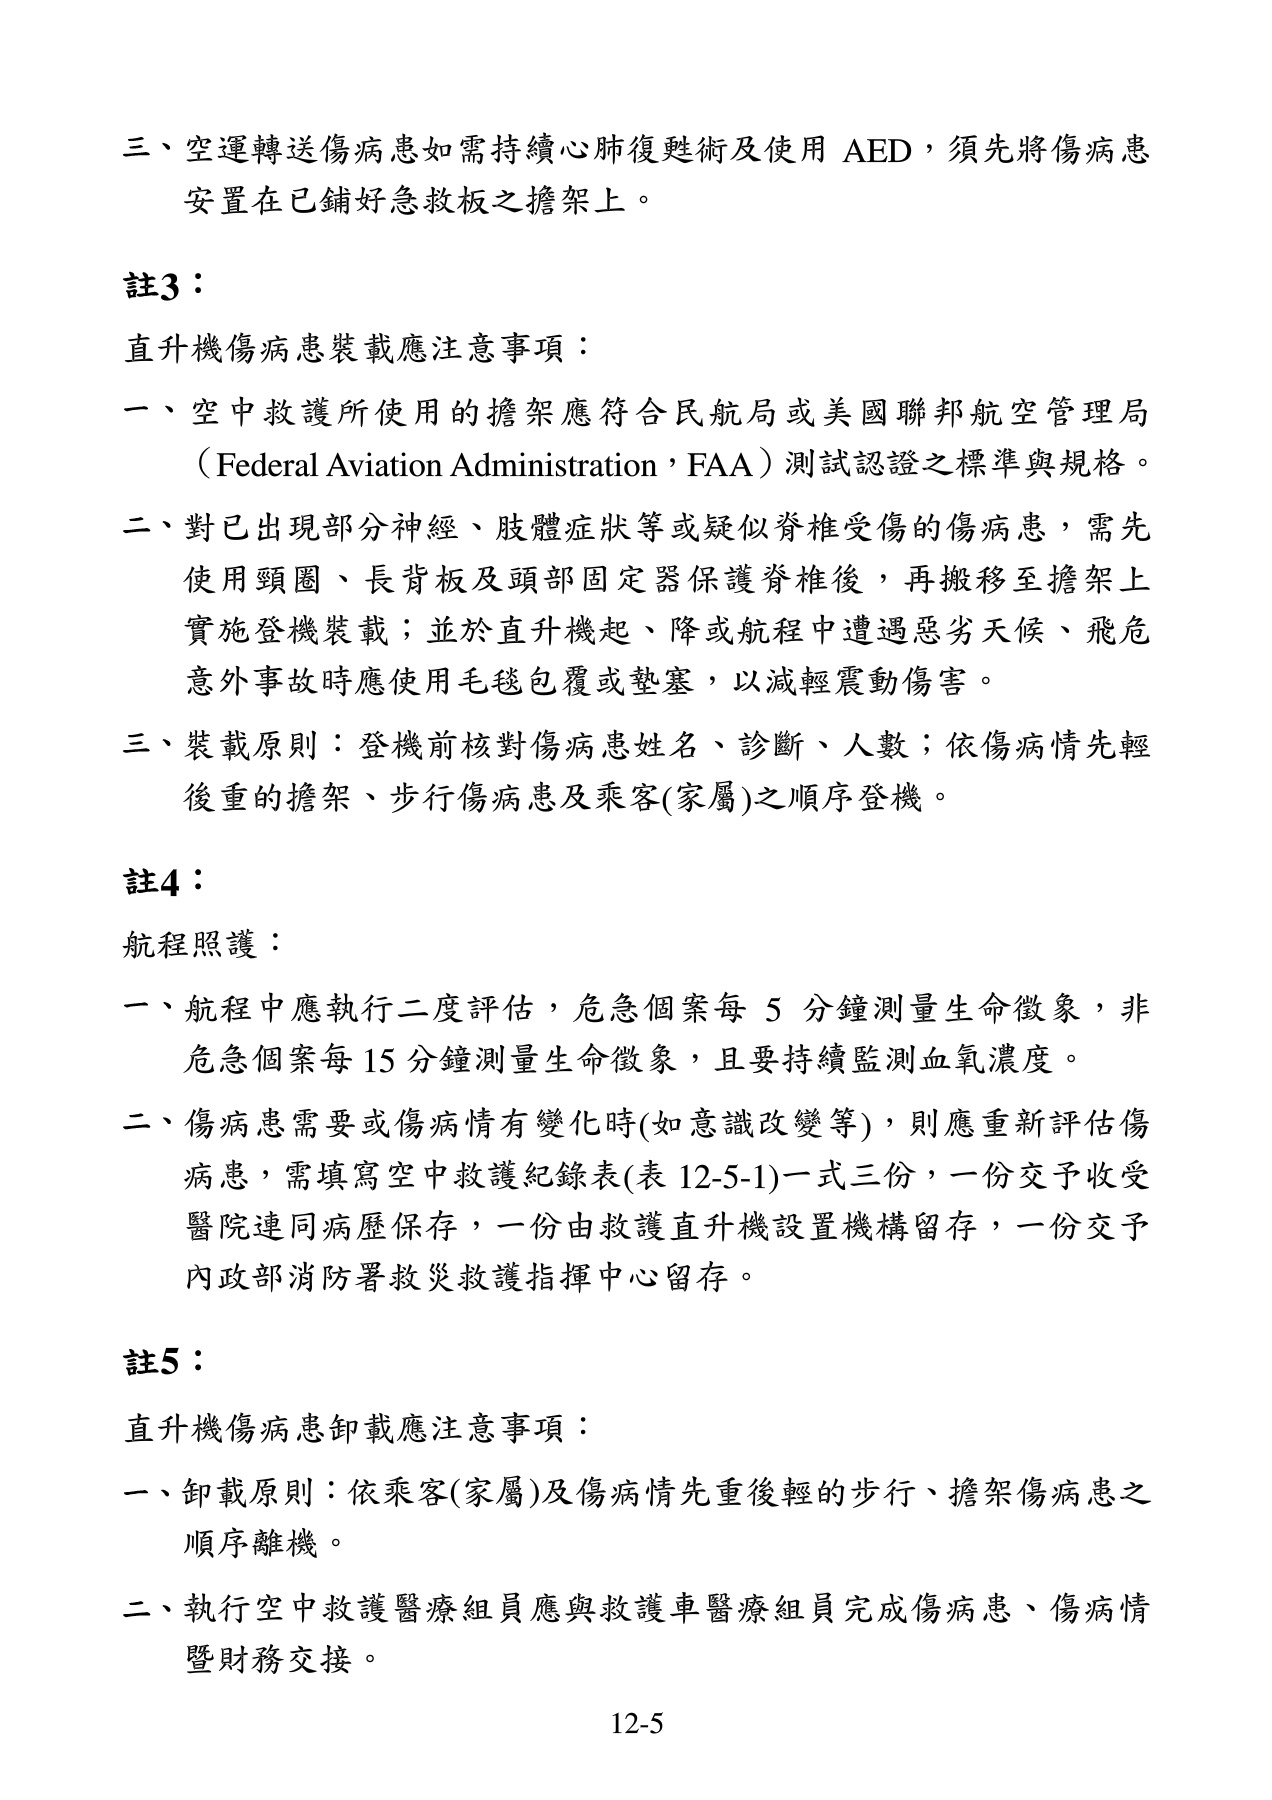 三、空運轉送傷病患如需持續心肺復甦術及使用 AED，須先將傷病患
安置在已鋪好急救板之擔架上。
註3：
直升機傷病患裝載應注意事項：
一、空中救護所使用的擔架應符合民航局或美國聯邦航空管理局
（Federal Aviation Administration，FAA）測試認證之標準與規格。
二、對已出現部分神經、肢體症狀等或疑似脊椎受傷的傷病患，需先
使用頸圈、長背板及頭部固定器保護脊椎後，再搬移至擔架上
實施登機裝載；並於直升機起、降或航程中遭遇惡劣天候、飛危
意外事故時應使用毛毯包覆或墊塞，以減輕震動傷害。
三、裝載原則：登機前核對傷病患姓名、診斷、人數；依傷病情先輕
後重的擔架、步行傷病患及乘客(家屬)之順序登機。
註4：
航程照護：
一、航程中應執行二度評估，危急個案每 5 分鐘測量生命徵象，非
危急個案每 15 分鐘測量生命徵象，且要持續監測血氧濃度。
二、傷病患需要或傷病情有變化時(如意識改變等)，則應重新評估傷
病患，需填寫空中救護紀錄表(表 12-5-1)一式三份，一份交予收受
醫院連同病歷保存，一份由救護直升機設置機構留存，一份交予
內政部消防署救災救護指揮中心留存。
註5：
直升機傷病患卸載應注意事項：
一、卸載原則：依乘客(家屬)及傷病情先重後輕的步行、擔架傷病患之
順序離機。
二、執行空中救護醫療組員應與救護車醫療組員完成傷病患、傷病情
暨財務交接。
12-5